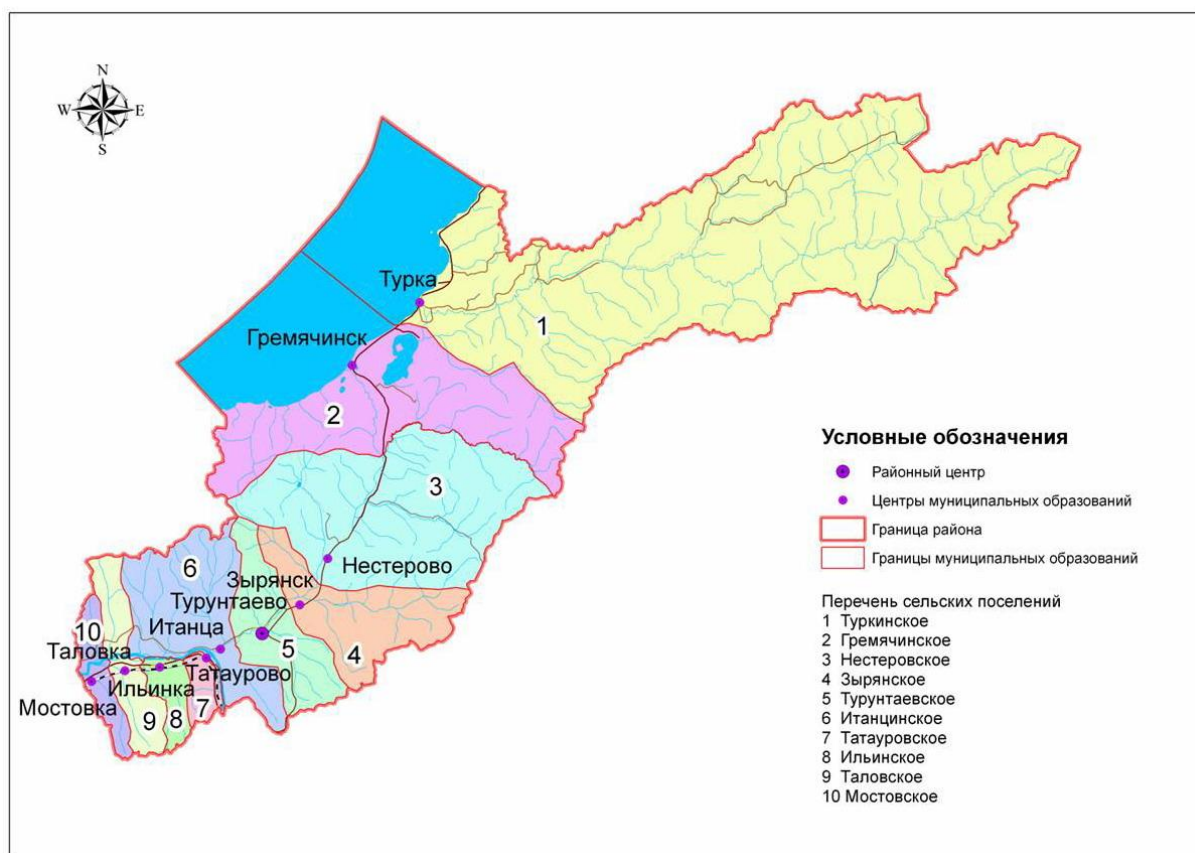 N
W E
S
Турка
Гремячинск
1
2
3
Нестерово
Зырянск
6
Турунтаево
10
Итанца
5
4
Таловка
Татаурово
Ильинка
Мостовка
7
9
8
Условные обозначения
Районный центр
Центры муниципальных образований
Граница района
Границы муниципальных образований
Перечень сельских поселений
1 Туркинское
2 Гремячинское
3 Нестеровское
4 Зырянское
5 Турунтаевское
6 Итанцинское
7 Татауровское
8 Ильинское
9 Таловское
10 Мостовское